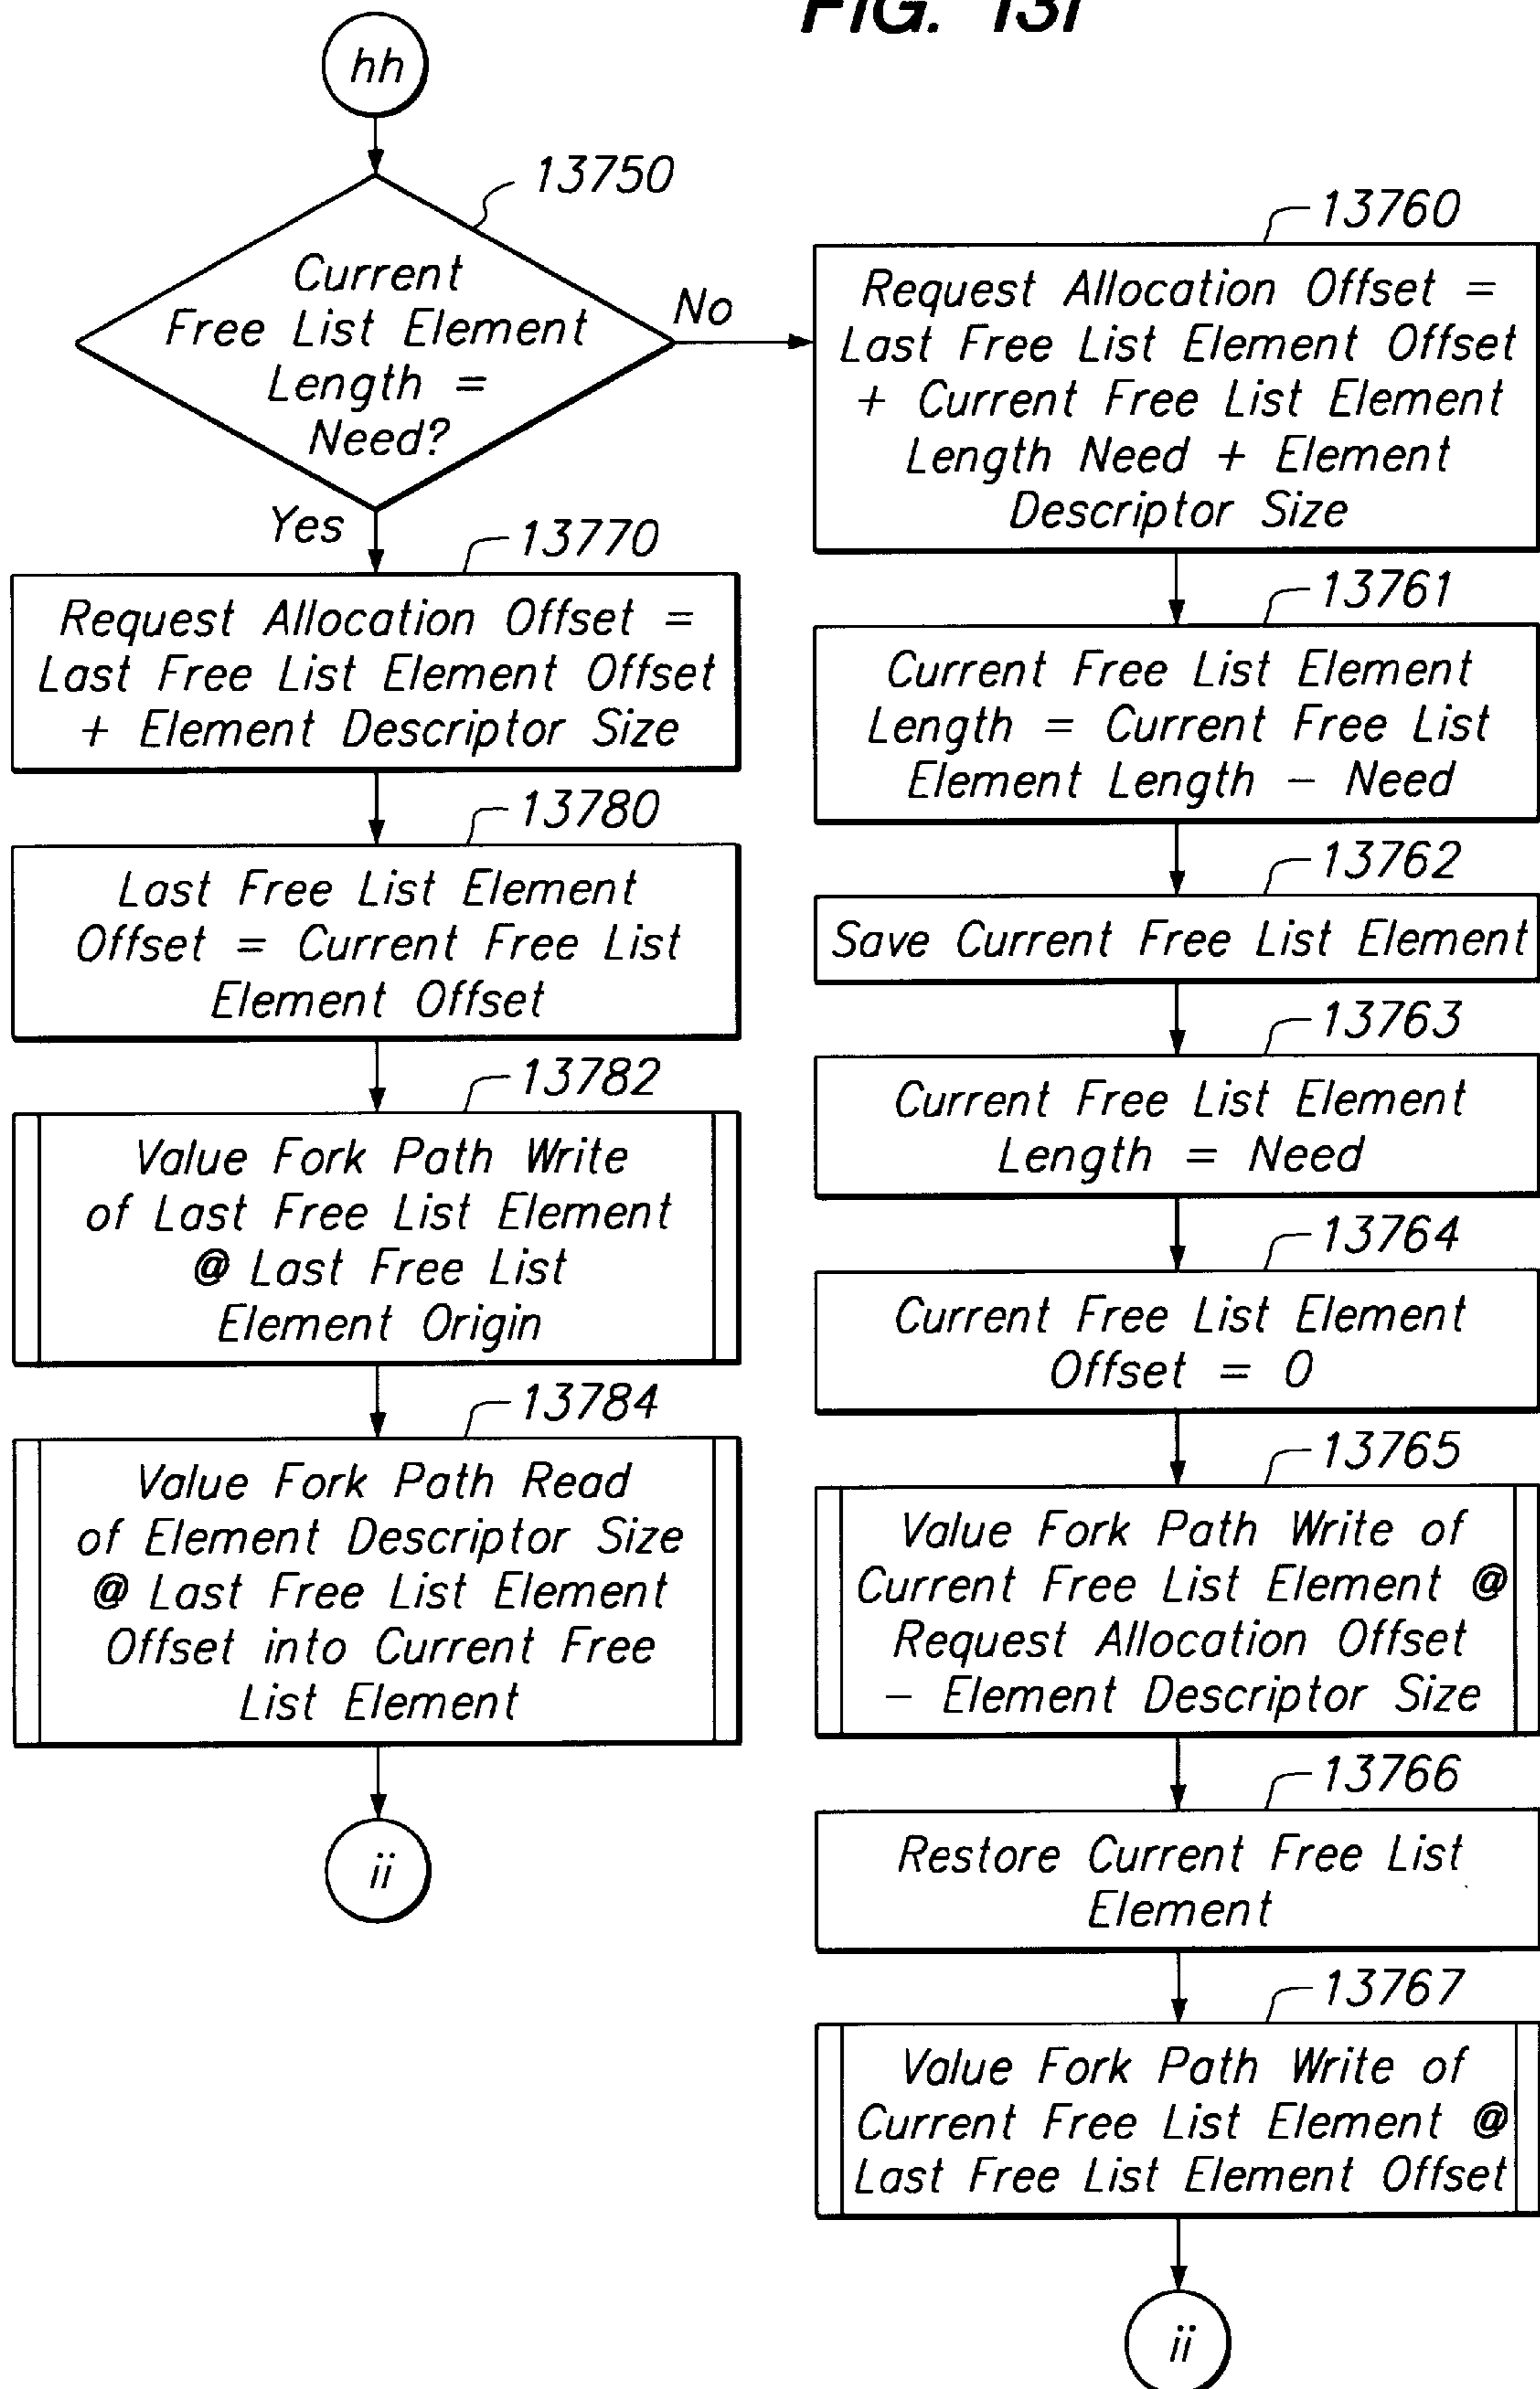 FIG. 13I
hh
13750
Current
Free List Element
Length =
Need?
No
Yes
13760
Request Allocation Offset =
Last Free List Element Offset
+ Current Free List Element
Length Need + Element
Descriptor Size
13770
Request Allocation Offset =
Last Free List Element Offset
+ Element Descriptor Size
13761
Current Free List Element
Length = Current Free List
Element Length - Need
13780
Last Free List Element
Offset = Current Free List
Element Offset
13762
Save Current Free List Element
13763
Current Free List Element
Length = Need
13782
Value Fork Path Write
of Last Free List Element
@ Last Free List
Element Origin
13764
Current Free List Element
Offset = 0
13784
Value Fork Path Read
of Element Descriptor Size
@ Last Free List Element
Offset into Current Free
List Element
ii
13765
Value Fork Path Write of
Current Free List Element @
Request Allocation Offset
- Element Descriptor Size
13766
Restore Current Free List
Element
13767
Value Fork Path Write of
Current Free List Element @
Last Free List Element Offset
ii